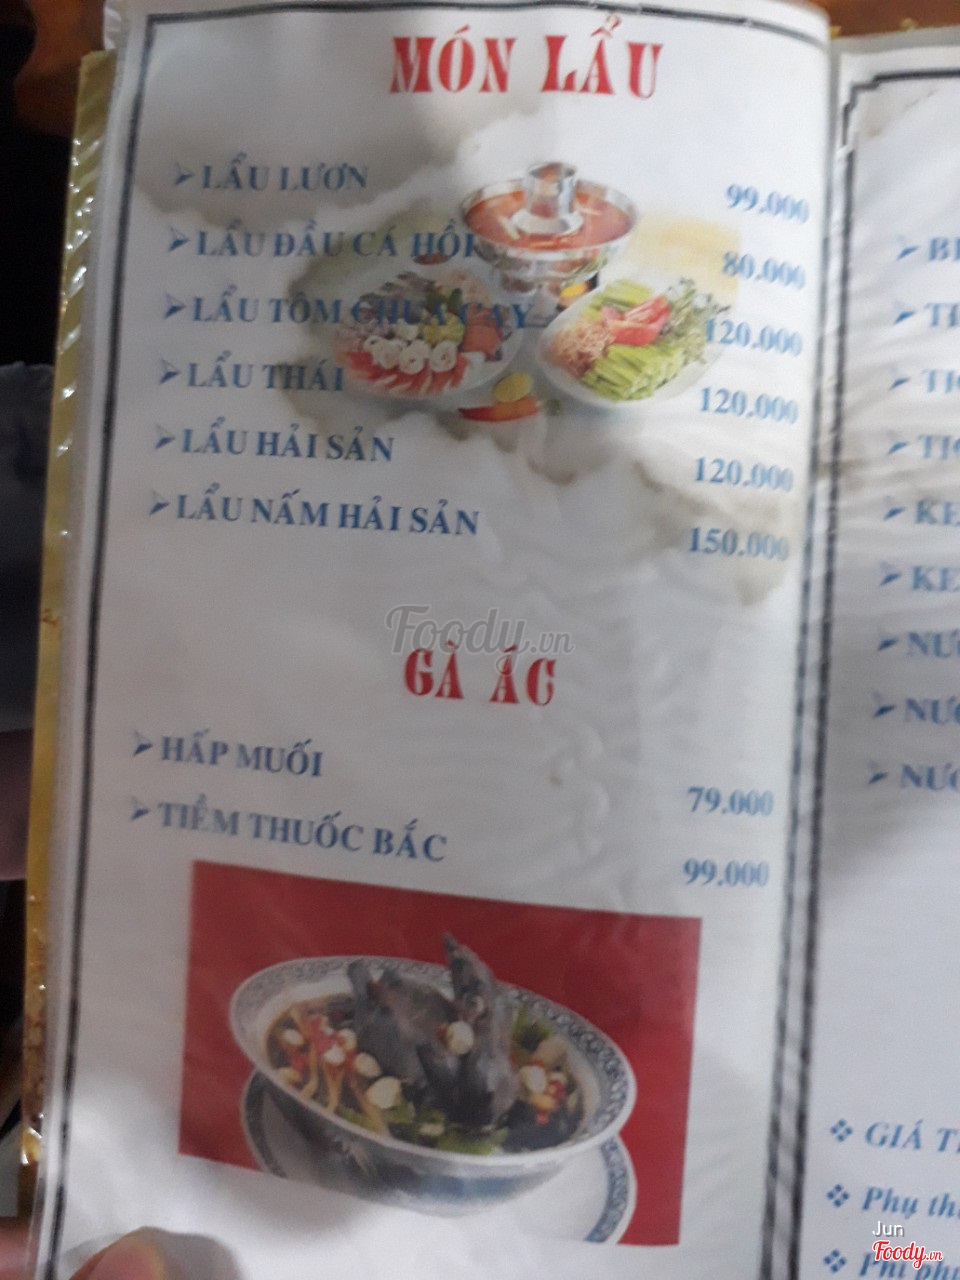 MÓN LẨU
LẨU LƯƠN 99.000
LẨU ĐẦU CÁ HỒI 80.000
LẨU TÔM CHUA CAY 120.000
LẨU THÁI 120.000
LẨU HẢI SẢN 120.000
LẨU NẤM HẢI SẢN 150.000
Foody.vn
GÀ ÁC
HẤP MUỐI 79.000
TIỀM THUỐC BẮC 99.000
GIÁ
Phụ
Jun
Foody.vn